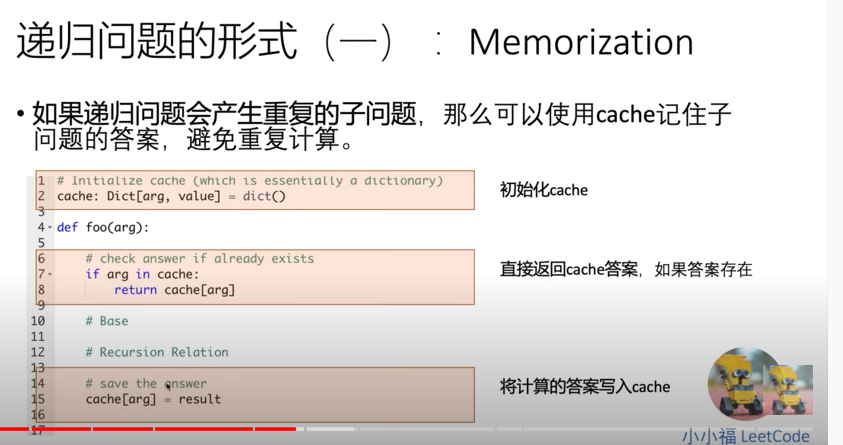 递归问题的形式（一）：Memorization
• 如果递归问题会产生重复的子问题，那么可以使用cache记住子
问题的答案，避免重复计算。
1 # Initialize cache (which is essentially a dictionary)
2 cache: Dict[arg, value] = dict()
初始化cache
3
4 def foo(arg):
5
6 # check answer if already exists
7 if arg in cache:
直接返回cache答案，如果答案存在
8 return cache[arg]
9
10 # Base
11
12 # Recursion Relation
13
14 # save the answer
将计算的答案写入cache
15 cache[arg] = result
16
17
小小福 LeetCode